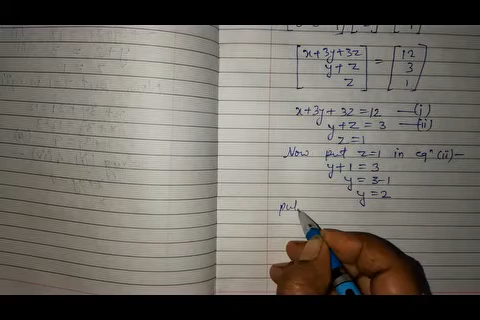 [x+3y+3z] [12]
[y+z] = [3]
[z] [1]
x+3y+3z=12 —(i)
y+z=3 —(ii)
z=1
Now put z=1 in eqn (ii)—
y+1=3
y=3-1
y=2
put